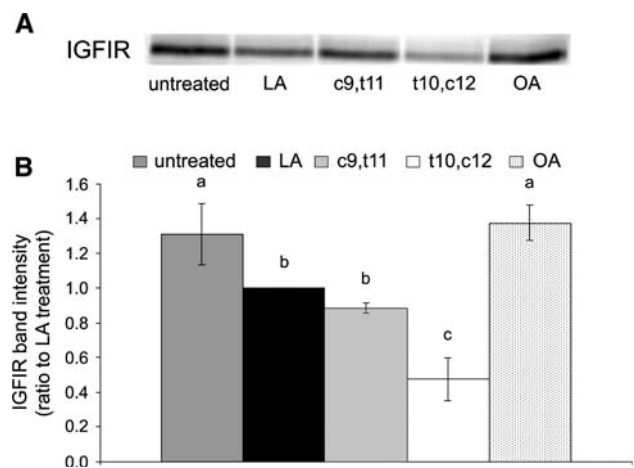 A
IGFIR
untreated LA c9,t11 t10,c12 OA
B
untreated LA c9,t11 t10,c12 OA
IGFIR band intensity
(ratio to LA treatment)
1.6
1.4
1.2
1.0
0.8
0.6
0.4
0.2
0.0
a
b
b
c
a